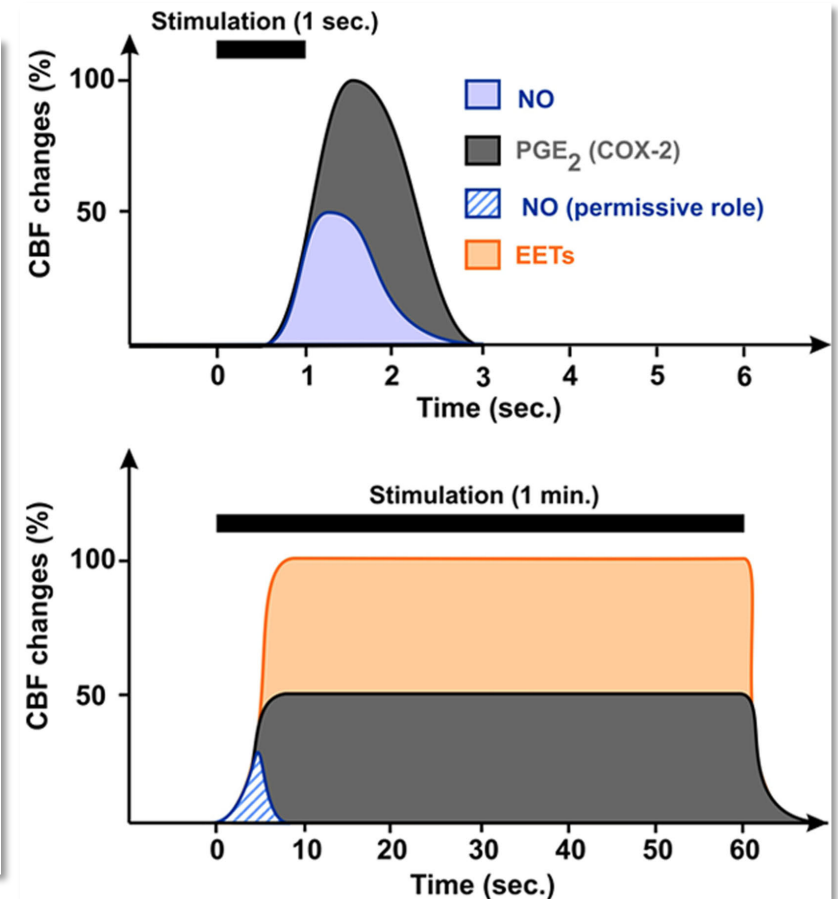 Stimulation (1 sec.)
CBF changes (%)
100
50
NO
PGE2 (COX-2)
NO (permissive role)
EETs
0 1 2 3 4 5 6
Time (sec.)
Stimulation (1 min.)
CBF changes (%)
100
50
0 10 20 30 40 50 60
Time (sec.)